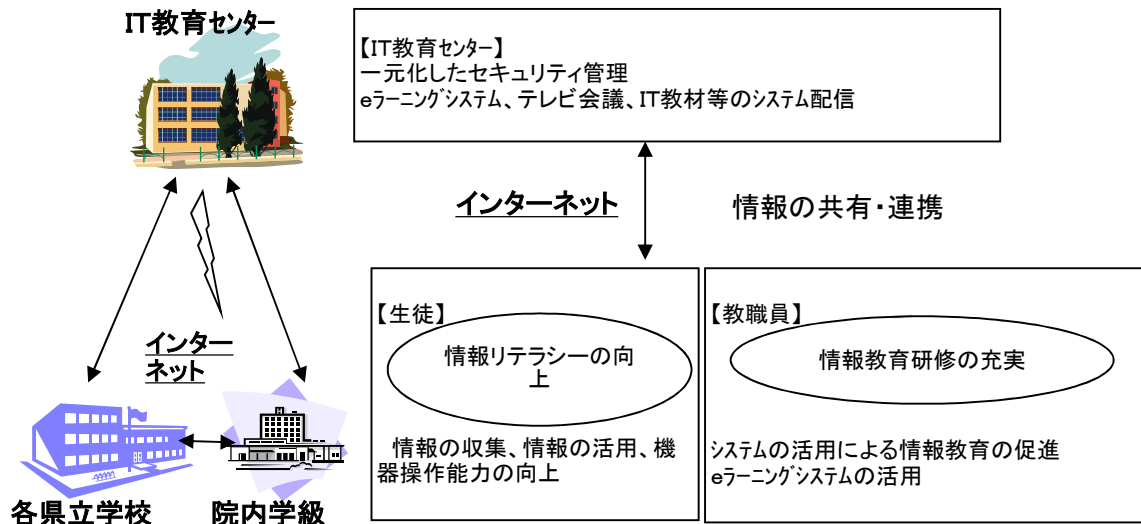 IT教育センター
【IT教育センター】
一元化したセキュリティ管理
eﾗｰﾆﾝｸﾞｼｽﾃﾑ、テレビ会議、IT教材等のシステム配信
インターネット
情報の共有・連携
インター
ネット
各県立学校
院内学級
【生徒】
情報リテラシーの向
上
情報の収集、情報の活用、機
器操作能力の向上
【教職員】
情報教育研修の充実
ｼｽﾃﾑの活用による情報教育の促進
eﾗｰﾆﾝｸﾞｼｽﾃﾑの活用